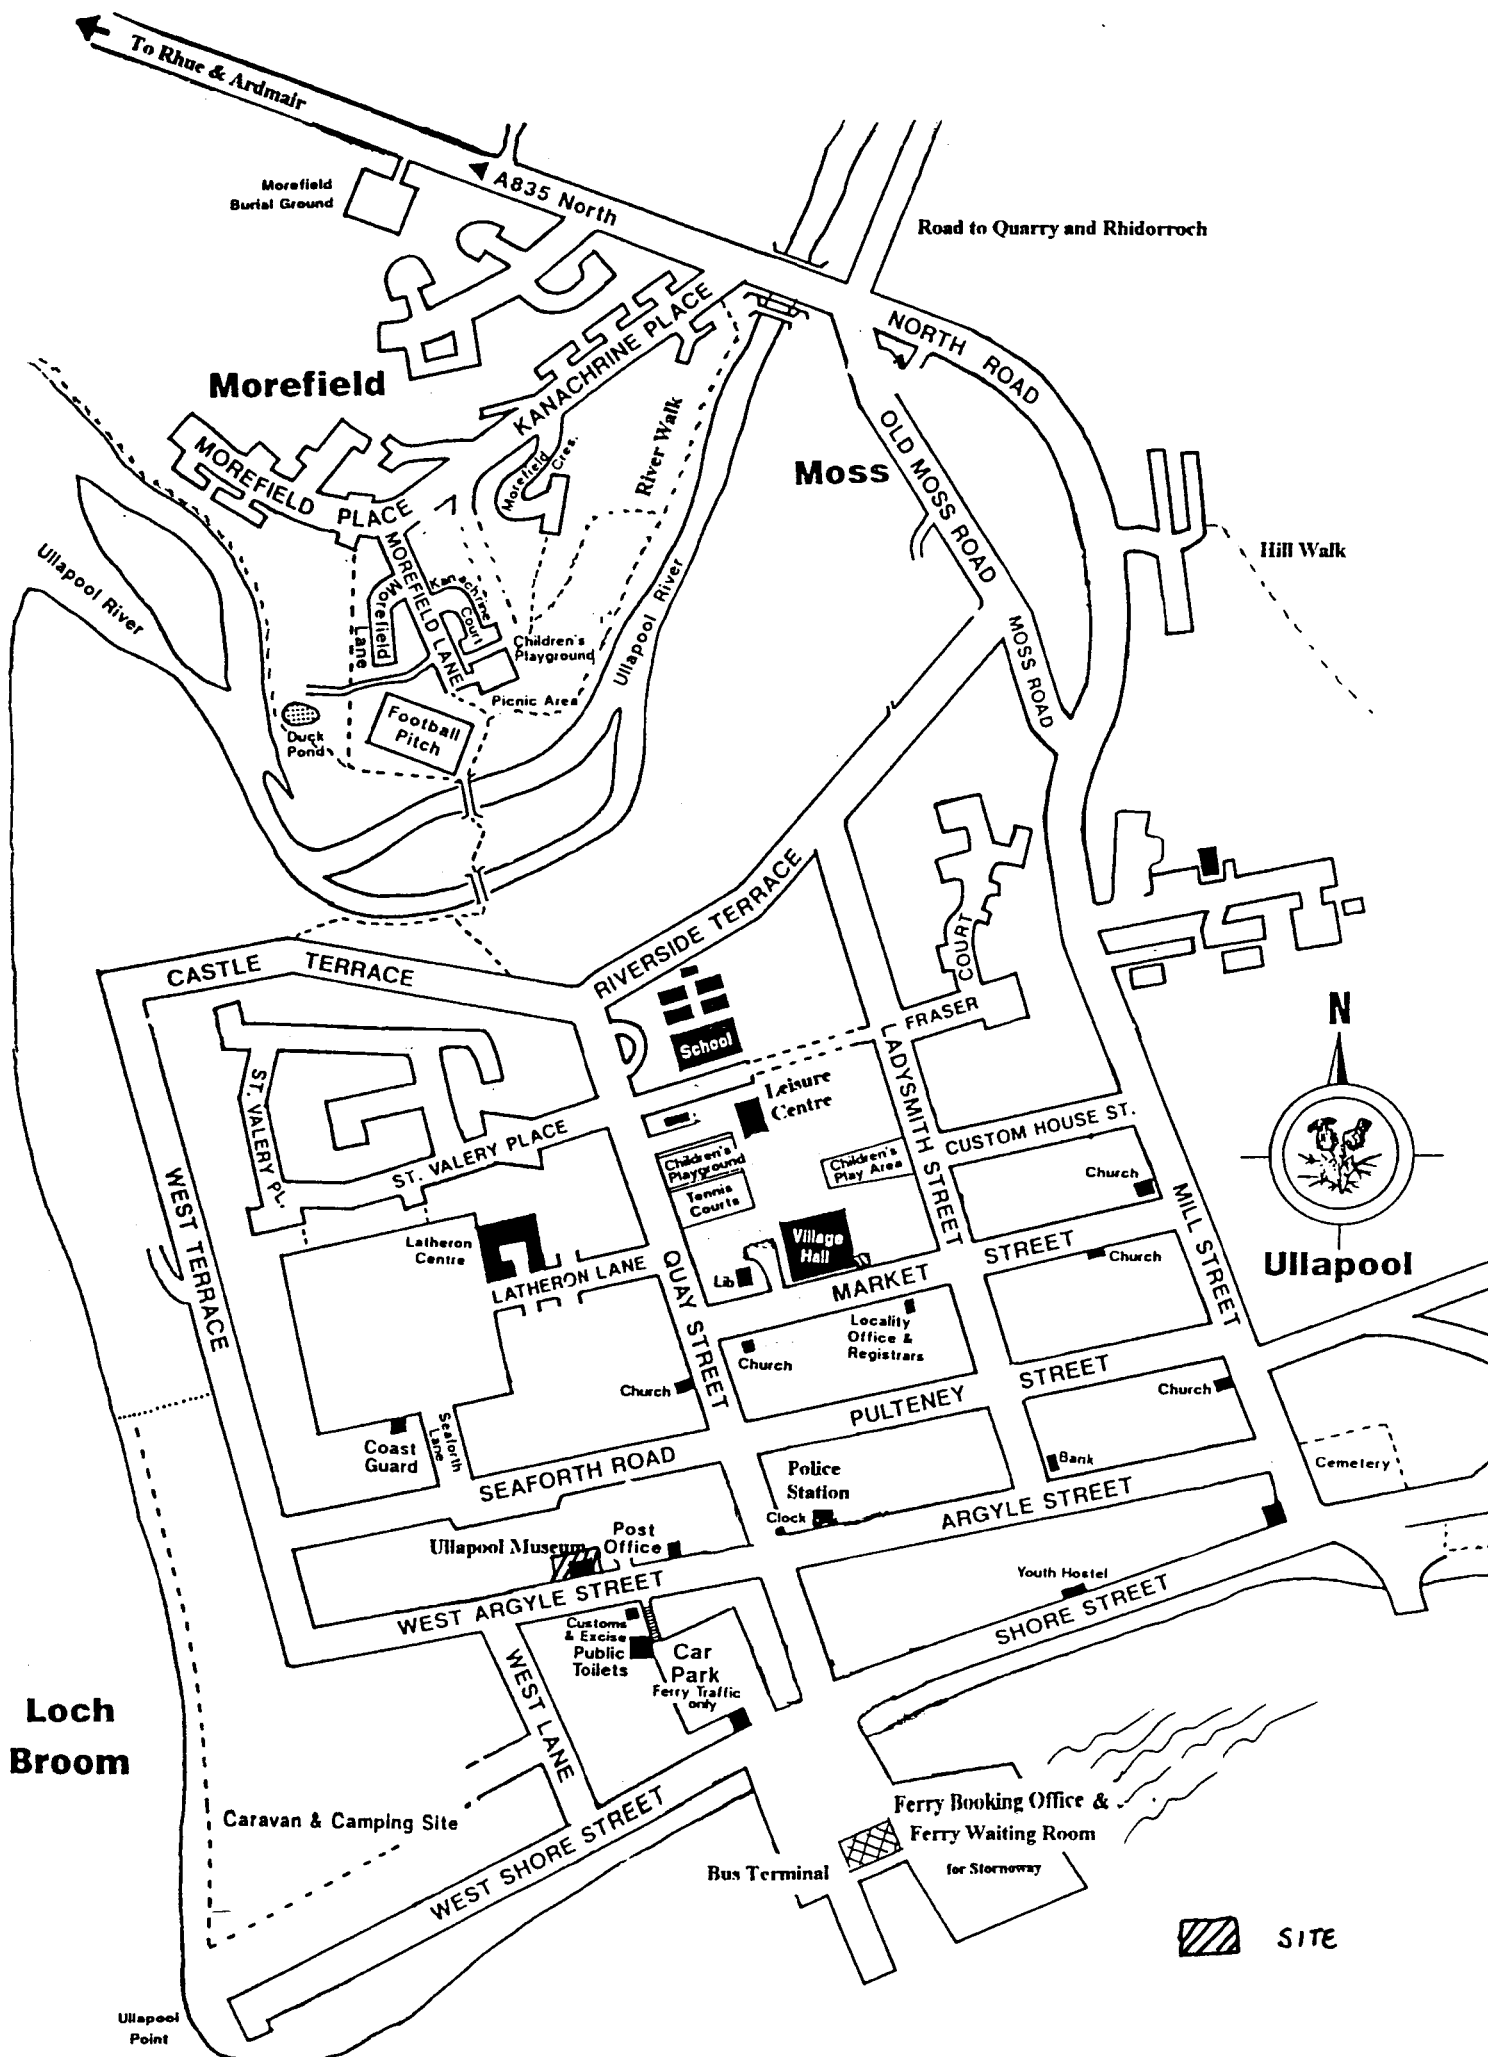 To Rhue & Ardmair
Morefield
Burial Ground
A835 North
Road to Quarry and Rhidorroch
NORTH ROAD
KANACHRINE PLACE
Morefield
River Walk
OLD MOSS ROAD
Moss
MOREFIELD PLACE
Morefield Cres.
Ullapool River
Hill Walk
MOREFIELD LANE
Kanachrine
Court
Morefield
Lane
MOSS ROAD
Children's
Playground
Ullapool River
Picnic Area
Football
Pitch
Duck
Pond
CASTLE TERRACE
RIVERSIDE TERRACE
COURT
FRASER
School
N
Leisure
Centre
ST. VALERY PL.
ST. VALERY PLACE
LADYSMITH STREET
CUSTOM HOUSE ST.
Children's
Playground
Children's
Play Area
Tennis
Courts
Church
WEST TERRACE
MILL STREET
Latheron
Centre
LATHERON LANE
Village
Hall
Lib
MARKET STREET
Church
Ullapool
QUAY STREET
Locality
Office &
Registrars
Church
Church
PULTENEY STREET
Church
Coast
Guard
Seaforth
Lane
SEAFORTH ROAD
Police
Station
Bank
Cemetery
Clock
ARGYLE STREET
Ullapool Museum
Post
Office
WEST ARGYLE STREET
Youth Hostel
SHORE STREET
Customs
& Excise
Public
Toilets
Car
Park
Ferry Traffic
only
WEST LANE
Loch
Broom
Caravan & Camping Site
WEST SHORE STREET
Ferry Booking Office &
Ferry Waiting Room
for Stornoway
Bus Terminal
SITE
Ullapool
Point